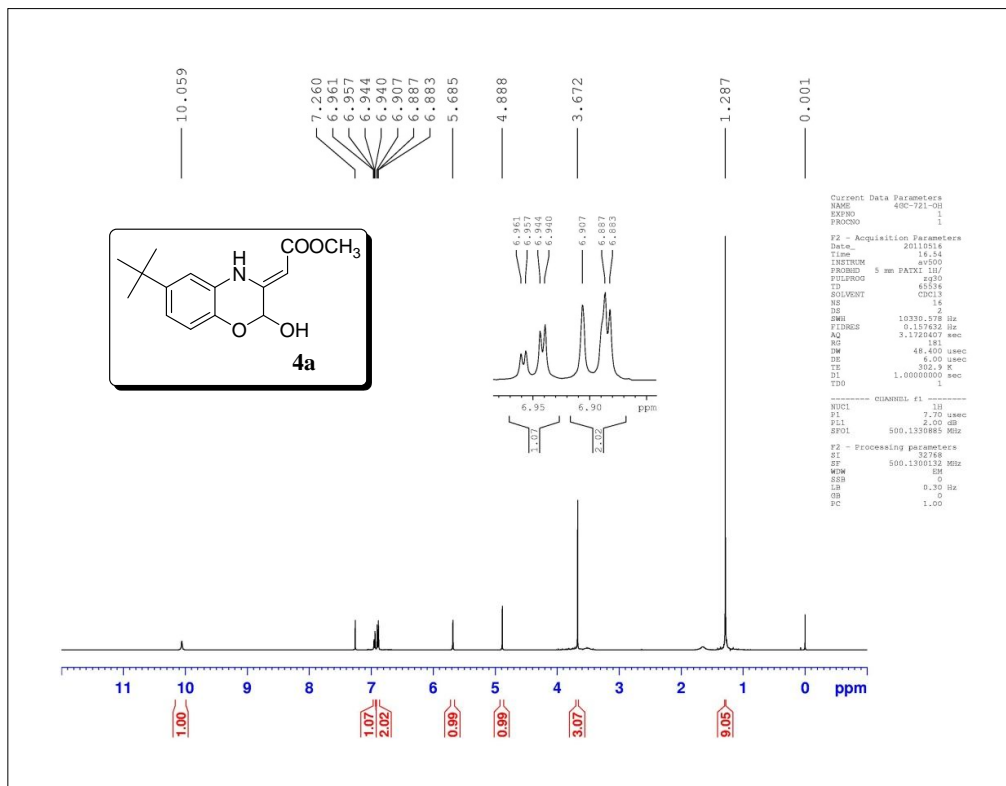 10.059
7.260
6.961
6.957
6.944
6.940
6.907
6.887
6.883
5.685
4.888
3.672
1.287
0.001
COOCH3
NH
O
OH
4a
6.961
6.957
6.944
6.940
6.907
6.887
6.883
6.95 6.90 ppm
1.07
2.02
Current Data Parameters
NAME 40C-721-OH
EXPNO 1
PROCNO 1
F2 - Acquisition Parameters
Date_ 20110516
Time 16.54
INSTRUM av500
PROBHD 5 mm PATXI 1H/
PULPROG zg30
TD 65536
SOLVENT CDCl3
NS 16
DS 2
SWH 10330.578 Hz
FIDRES 0.157632 Hz
AQ 3.1720407 sec
RG 181
DW 48.400 usec
DE 6.00 usec
TE 302.9 K
D1 1.00000000 sec
TD0 1
======== CHANNEL f1 ========
NUC1 1H
P1 7.70 usec
PL1 2.00 dB
SFO1 500.1330885 MHz
F2 - Processing parameters
SI 32768
SF 500.1300132 MHz
WDW EM
SSB 0
LB 0.30 Hz
GB 0
PC 1.00
11 10 9 8 7 6 5 4 3 2 1 0 ppm
1.00
1.07
2.02
0.99
0.99
3.07
9.05